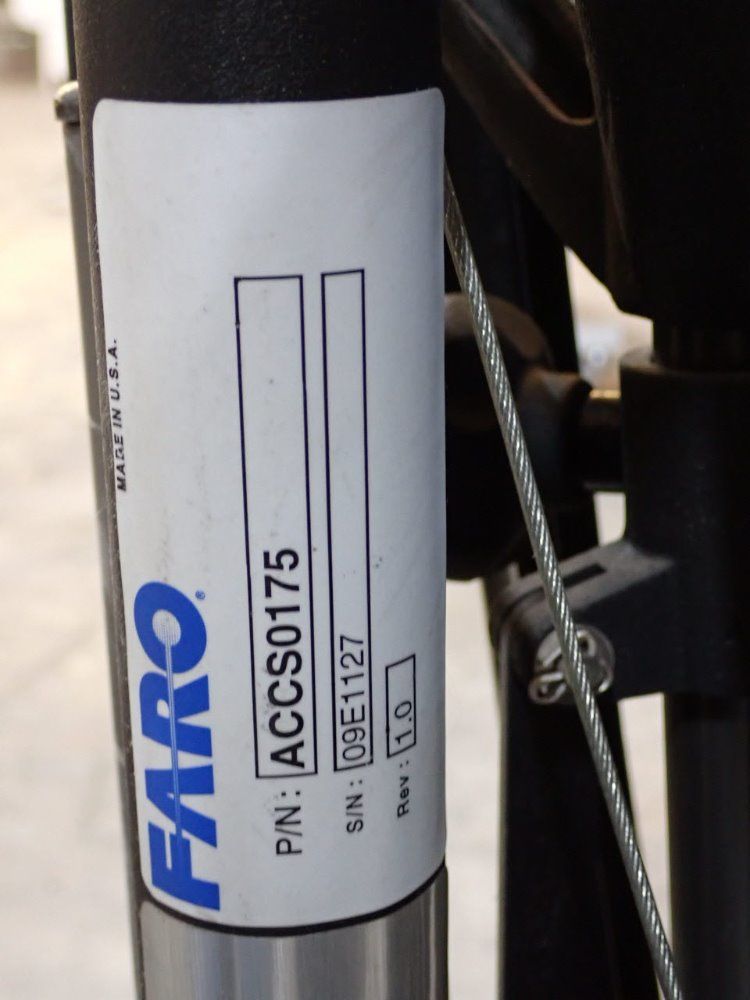 FARO®
MADE IN U.S.A.
P/N: ACCS0175
S/N: 09E1127
Rev: 1.0